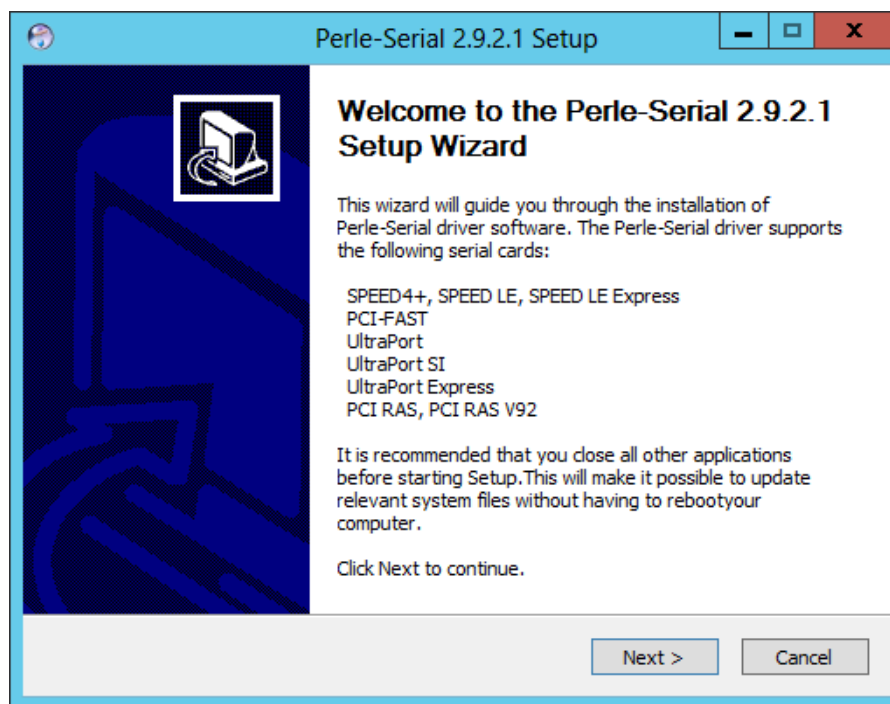 Perle-Serial 2.9.2.1 Setup
Welcome to the Perle-Serial 2.9.2.1
Setup Wizard
This wizard will guide you through the installation of
Perle-Serial driver software. The Perle-Serial driver supports
the following serial cards:
SPEED4+, SPEED LE, SPEED LE Express
PCI-FAST
UltraPort
UltraPort SI
UltraPort Express
PCI RAS, PCI RAS V92
It is recommended that you close all other applications
before starting Setup.This will make it possible to update
relevant system files without having to rebootyour
computer.
Click Next to continue.
Next >
Cancel